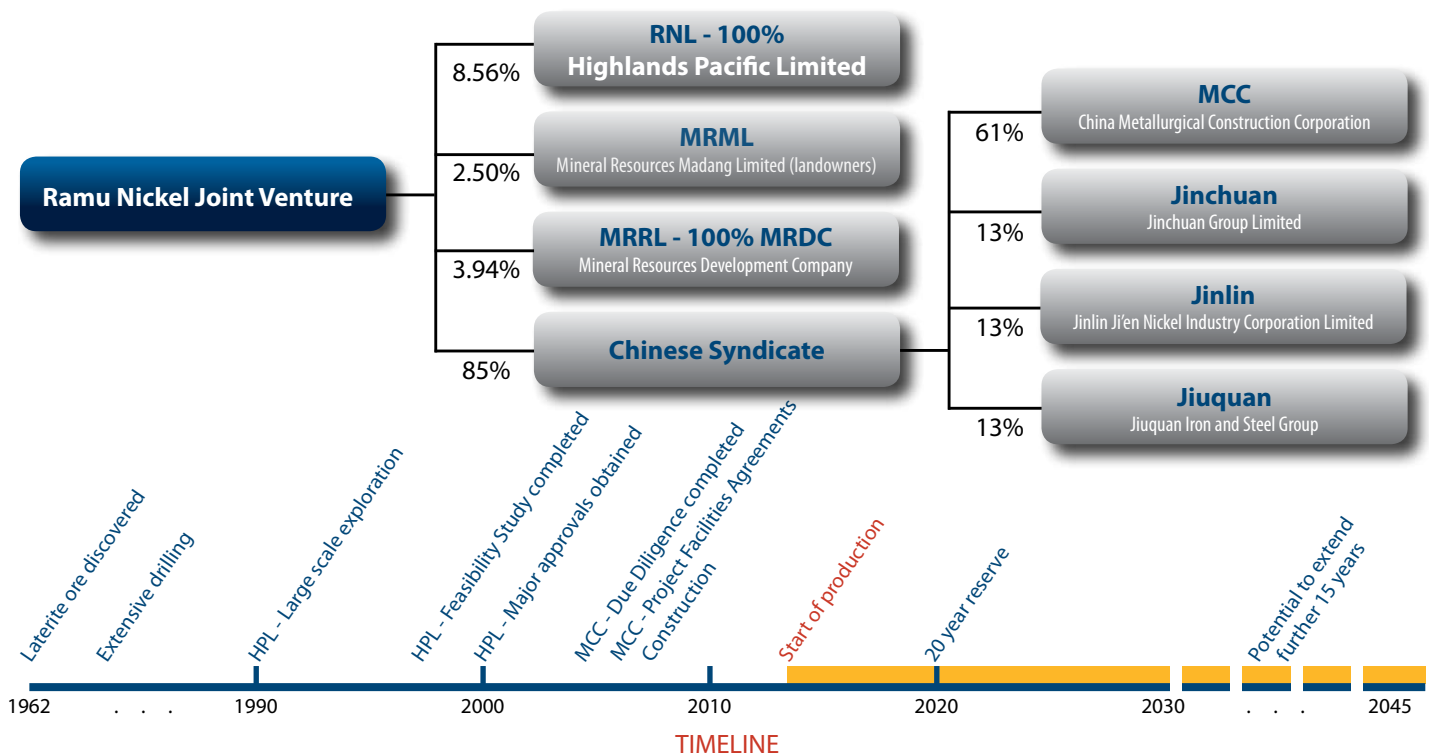 RNL - 100%
Highlands Pacific Limited
8.56%
MRML
Mineral Resources Madang Limited (landowners)
2.50%
Ramu Nickel Joint Venture
MRRL - 100% MRDC
Mineral Resources Development Company
3.94%
Chinese Syndicate
85%
MCC
China Metallurgical Construction Corporation
61%
Jinchuan
Jinchuan Group Limited
13%
Jinlin
Jinlin Ji’en Nickel Industry Corporation Limited
13%
Jiuquan
Jiuquan Iron and Steel Group
13%
Laterite ore discovered
Extensive drilling
HPL - Large scale exploration
HPL - Feasibility Study completed
HPL - Major approvals obtained
MCC - Due Diligence completed
MCC - Project Facilities Agreements
Construction
Start of production
20 year reserve
Potential to extend
further 15 years
1962 . . . 1990 2000 2010 2020 2030 . . . 2045
TIMELINE